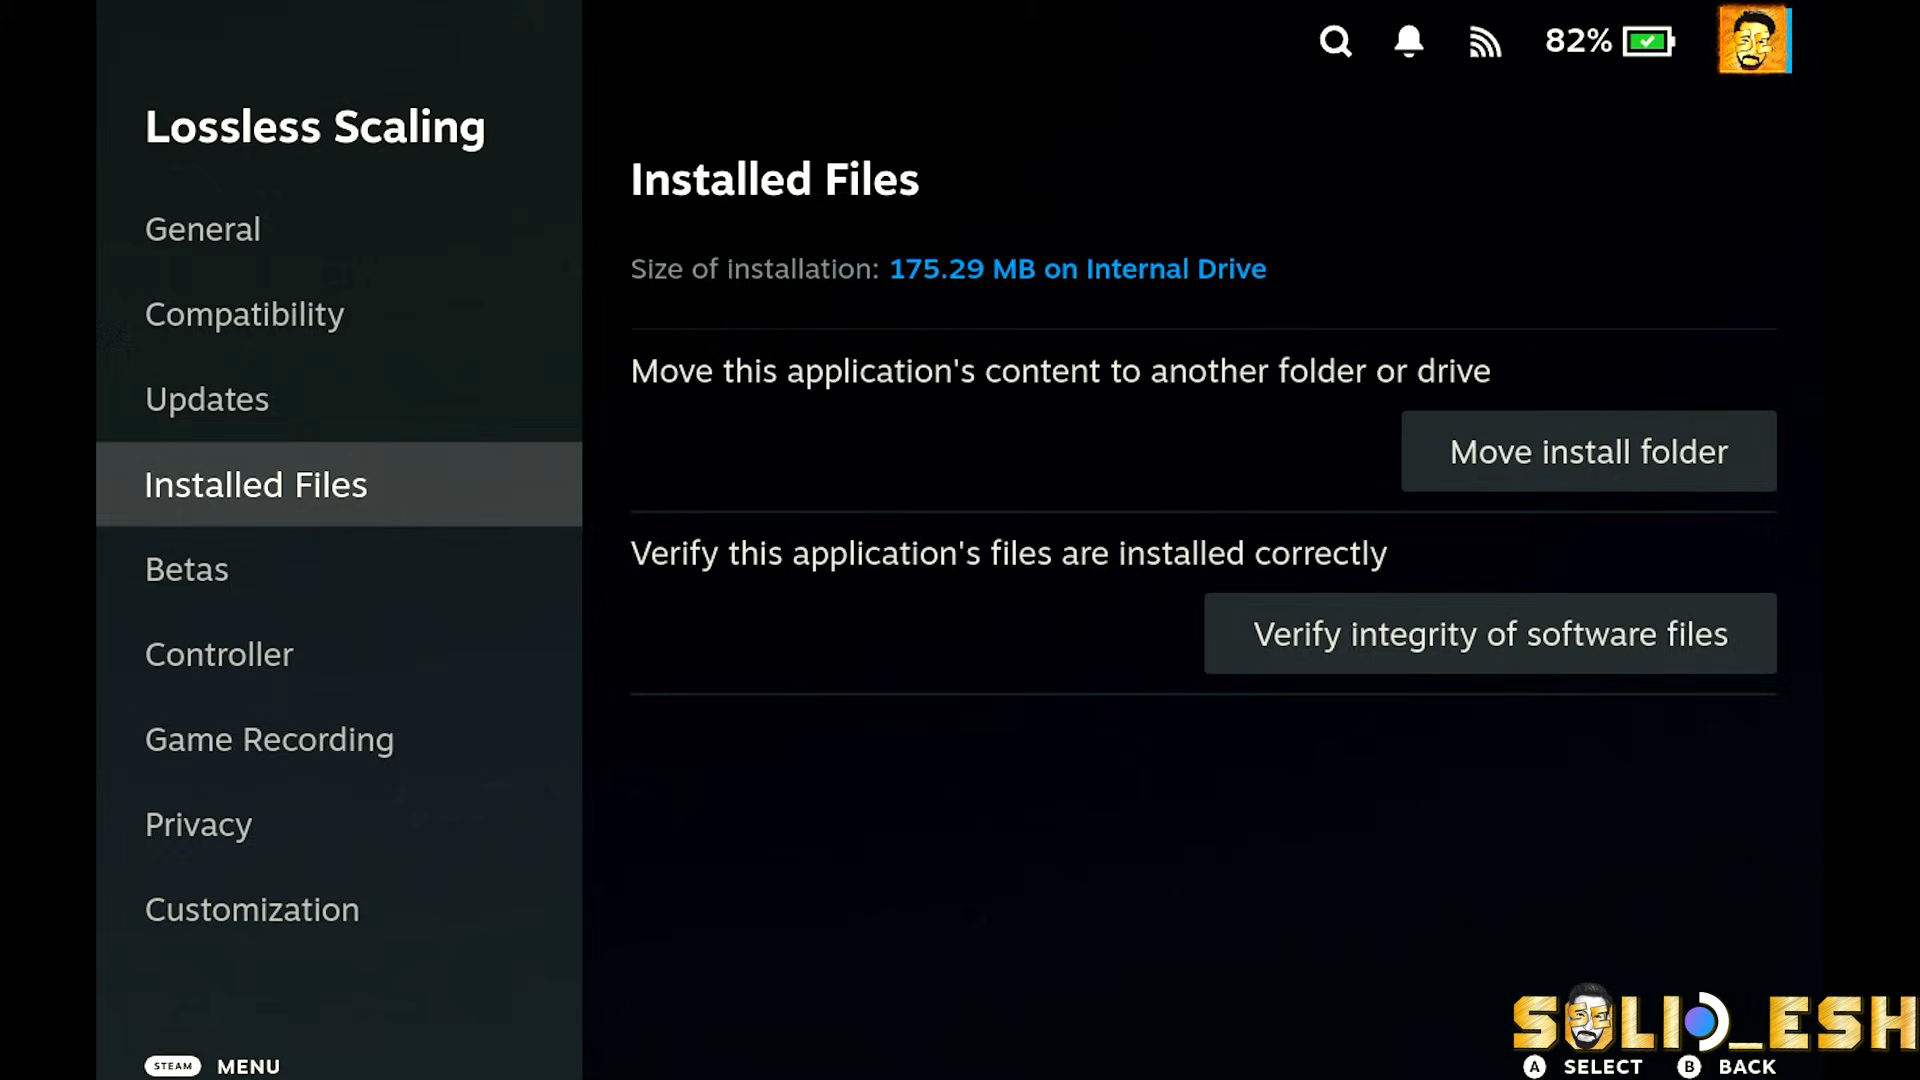 82%
Lossless Scaling
General
Compatibility
Updates
Installed Files
Betas
Controller
Game Recording
Privacy
Customization
Installed Files
Size of installation: 175.29 MB on Internal Drive
Move this application's content to another folder or drive
Move install folder
Verify this application's files are installed correctly
Verify integrity of software files
SOLID_ESH
STEAM MENU
A SELECT B BACK